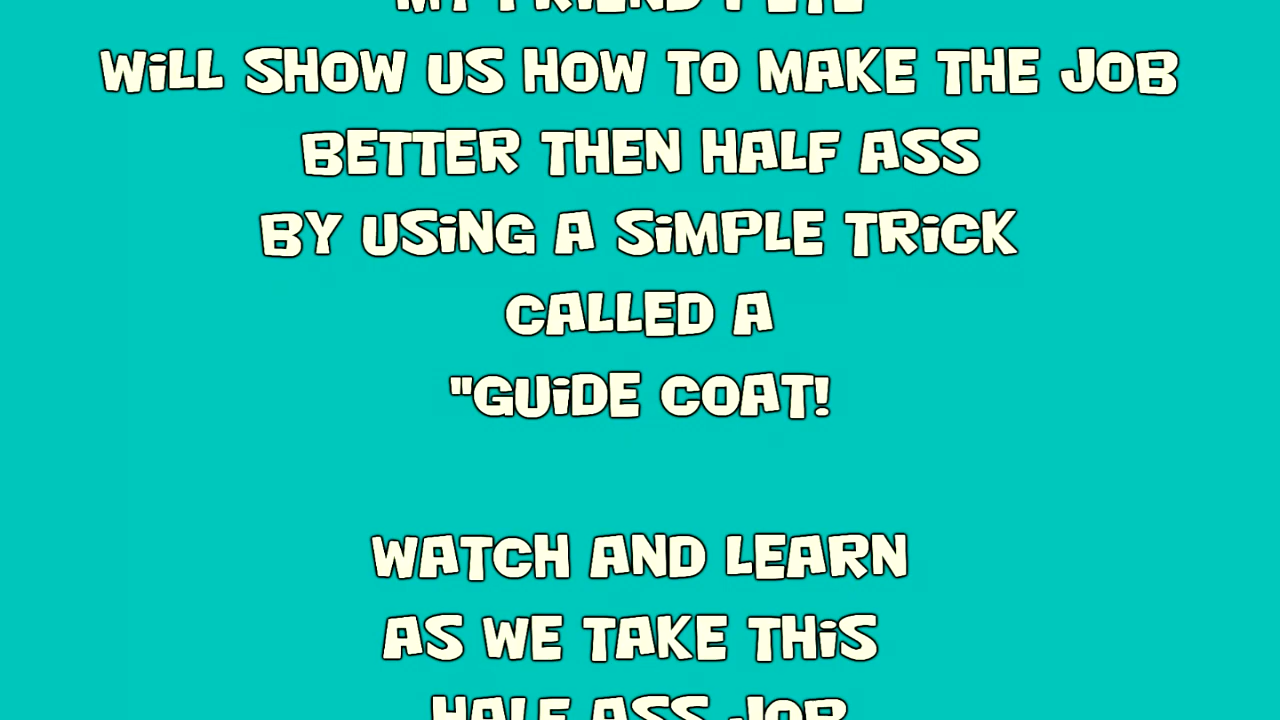 MY FRIEND PETE
WiLL SHOW US HOW TO MAKE THE JOB
BETTER THEN HALF ASS
BY USiNG A SiMPLE TRiCK
CALLED A
"GUiDE COAT!
WATCH AND LEARN
AS WE TAKE THiS
HALF ASS JOB